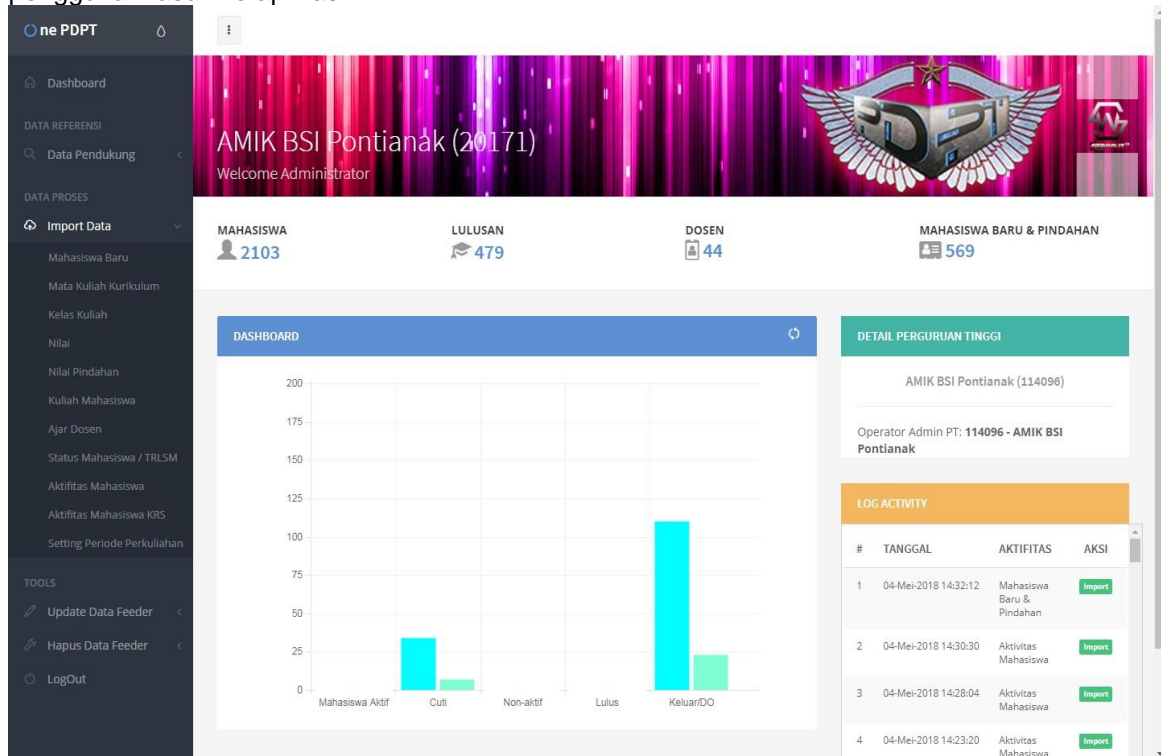 One PDPT
Dashboard
DATA REFERENSI
Data Pendukung
DATA PROSES
Import Data
Mahasiswa Baru
Mata Kuliah Kurikulum
Kelas Kuliah
Nilai
Nilai Pindahan
Kuliah Mahasiswa
Ajar Dosen
Status Mahasiswa / TRLSM
Aktifitas Mahasiswa
Aktifitas Mahasiswa KRS
Setting Periode Perkuliahan
TOOLS
Update Data Feeder
Hapus Data Feeder
LogOut
AMIK BSI Pontianak (20171)
Welcome Administrator
PDPT
MAHASISWA
2103
LULUSAN
479
DOSEN
44
MAHASISWA BARU & PINDAHAN
569
DASHBOARD
200
175
150
125
100
75
50
25
0
Mahasiswa Aktif Cuti Non-aktif Lulus Keluar/DO
DETAIL PERGURUAN TINGGI
AMIK BSI Pontianak (114096)
Operator Admin PT: 114096 - AMIK BSI
Pontianak
LOG ACTIVITY
# TANGGAL AKTIFITAS AKSI
1 04-Mei-2018 14:32:12 Mahasiswa Import
Baru &
Pindahan
2 04-Mei-2018 14:30:30 Aktivitas Import
Mahasiswa
3 04-Mei-2018 14:28:04 Aktivitas Import
Mahasiswa
4 04-Mei-2018 14:23:20 Aktivitas Import
Mahasiswa